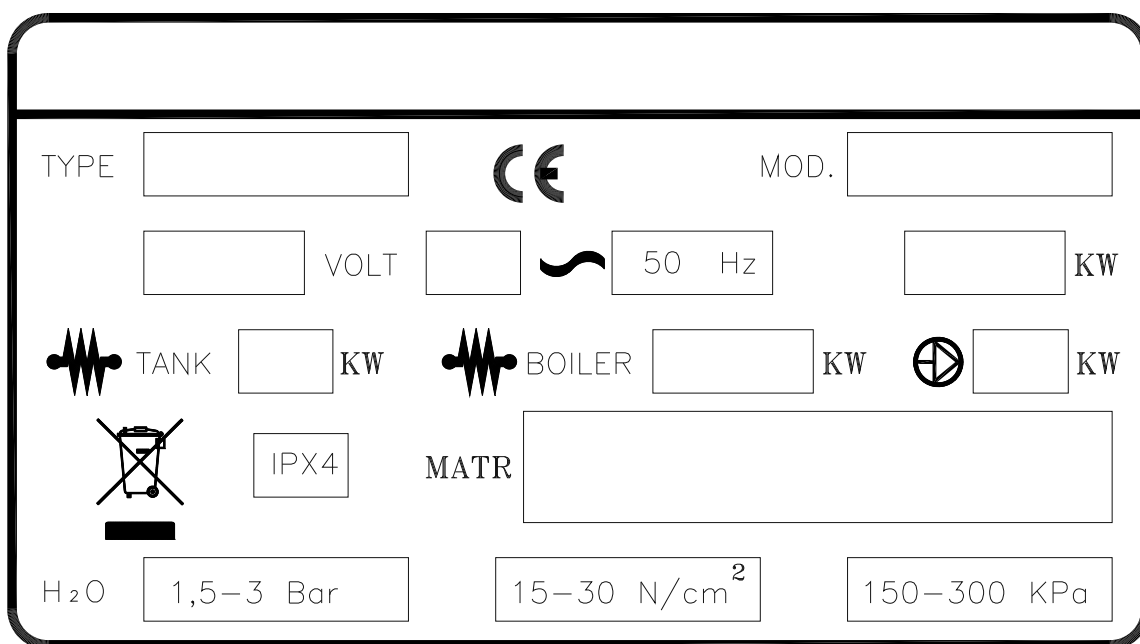 TYPE CE MOD.
VOLT 50 Hz KW
TANK KW BOILER KW KW
IPX4 MATR
H₂O 1,5-3 Bar 15-30 N/cm² 150-300 KPa